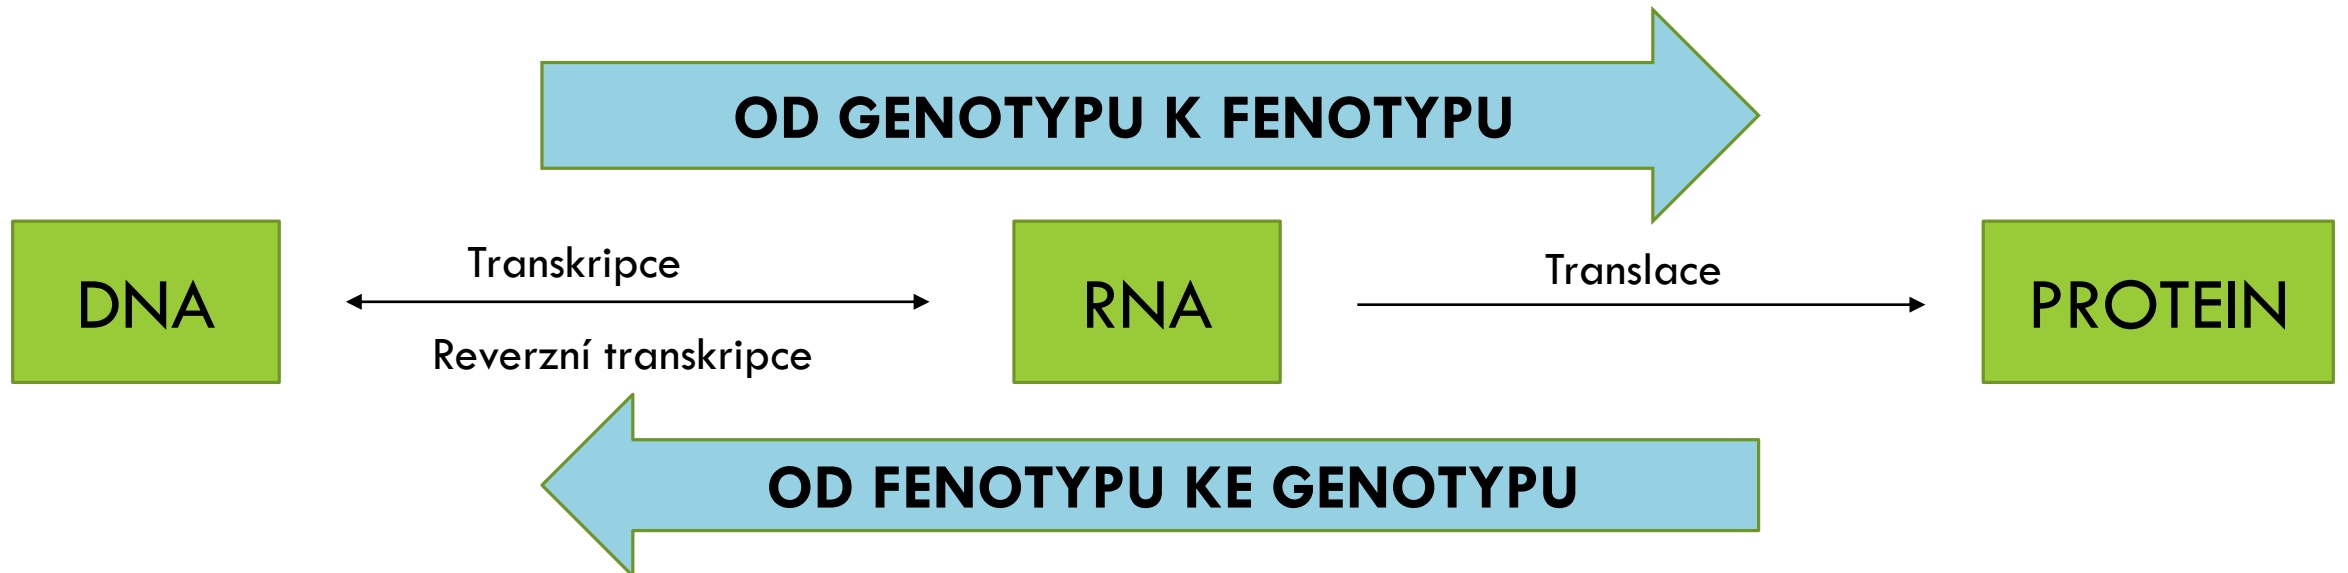 OD GENOTYPU K FENOTYPU
DNA
Transkripce
Reverzní transkripce
RNA
Translace
PROTEIN
OD FENOTYPU KE GENOTYPU